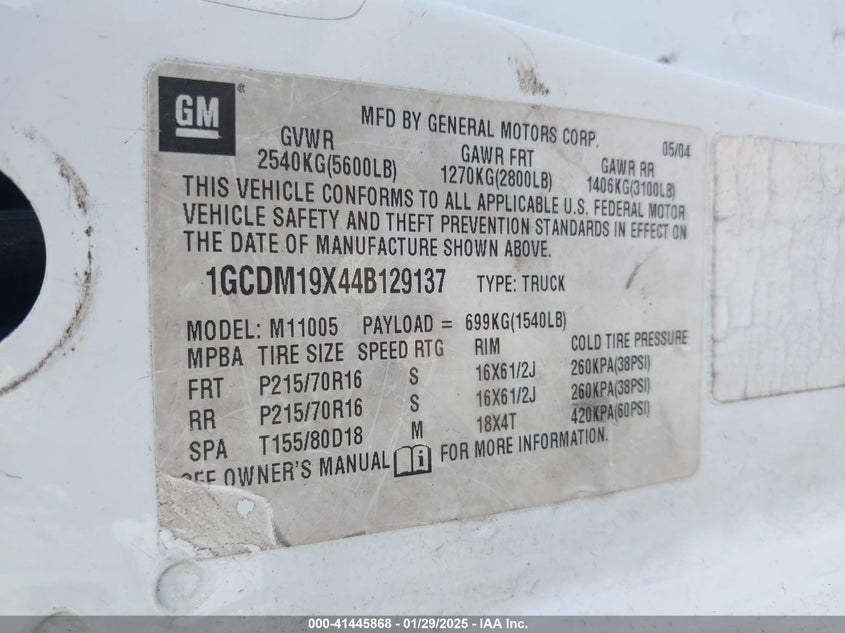 GM
MFD BY GENERAL MOTORS CORP. 05/04
GVWR GAWR FRT GAWR RR
2540KG(5600LB) 1270KG(2800LB) 1406KG(3100LB)
THIS VEHICLE CONFORMS TO ALL APPLICABLE U.S. FEDERAL MOTOR
VEHICLE SAFETY AND THEFT PREVENTION STANDARDS IN EFFECT ON
THE DATE OF MANUFACTURE SHOWN ABOVE.
1GCDM19X44B129137 TYPE: TRUCK
MODEL: M11005 PAYLOAD = 699KG(1540LB)
MPBA TIRE SIZE SPEED RTG RIM COLD TIRE PRESSURE
FRT P215/70R16 S 16X61/2J 260KPA(38PSI)
RR P215/70R16 S 16X61/2J 260KPA(38PSI)
SPA T155/80D18 M 18X4T 420KPA(60PSI)
SEE OWNER'S MANUAL FOR MORE INFORMATION.
000-41445868 - 01/29/2025 - IAA Inc.